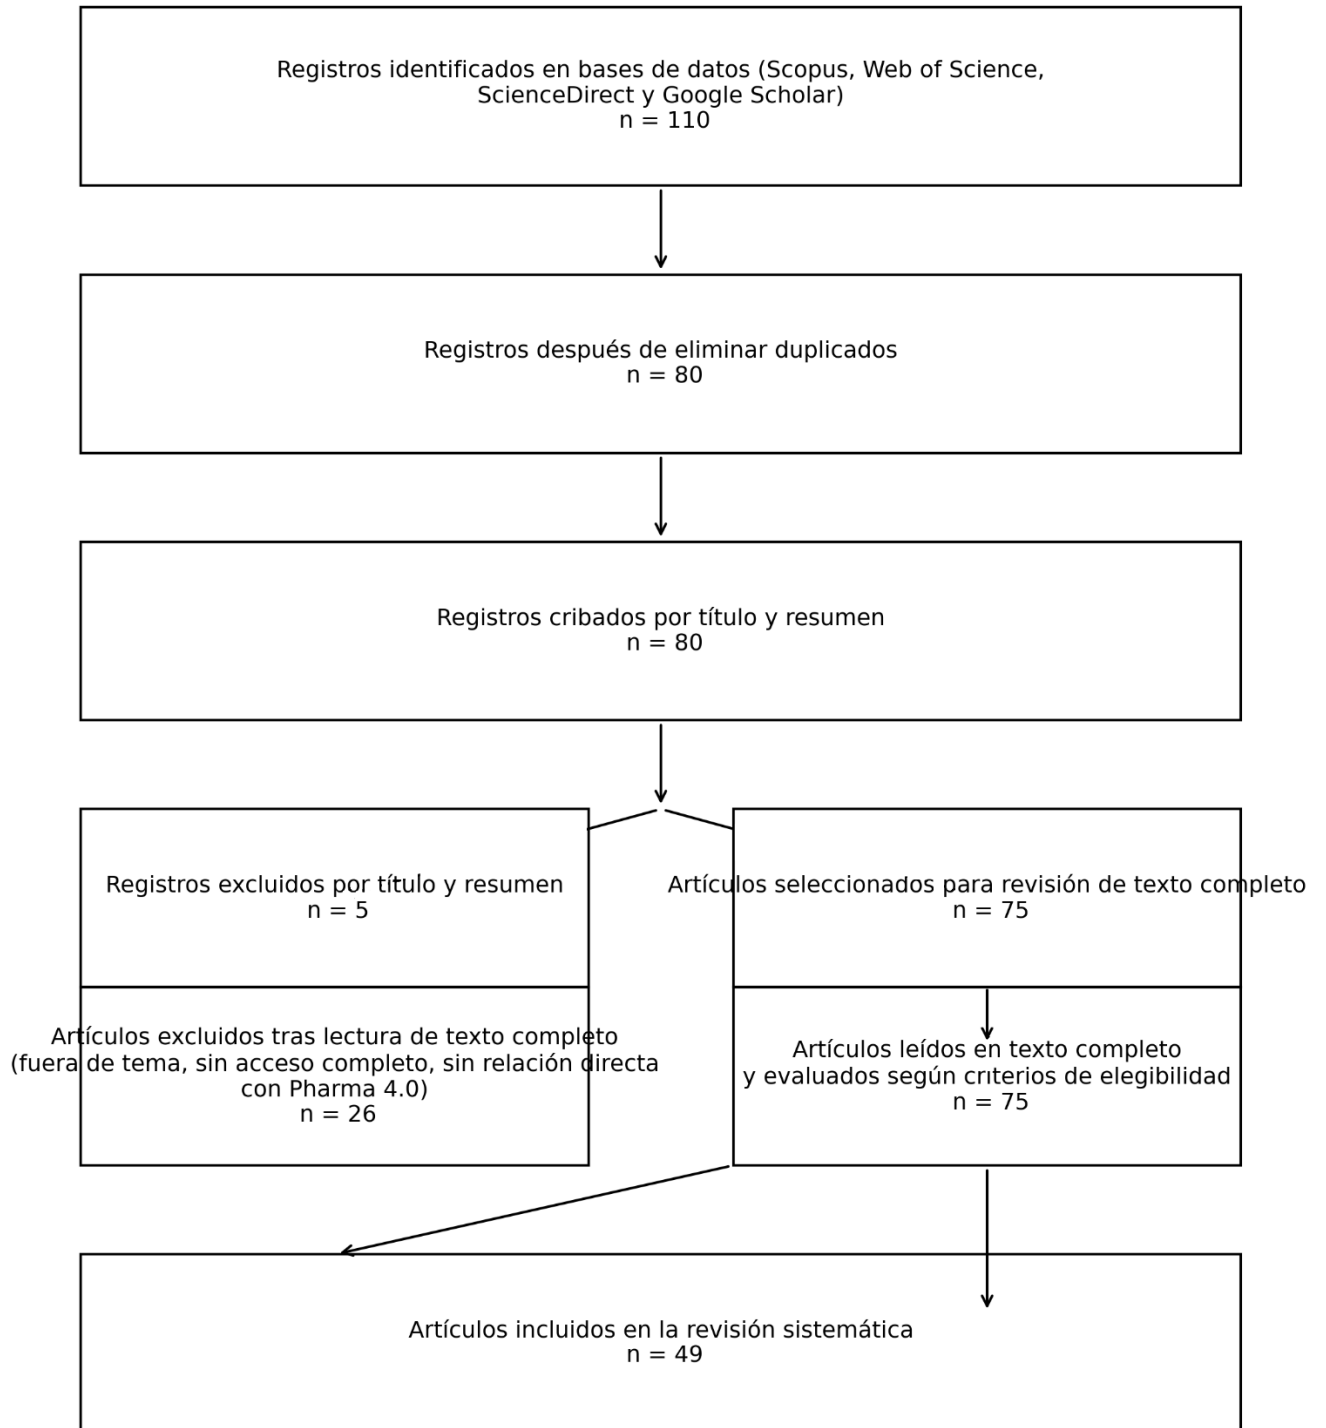 Registros identificados en bases de datos (Scopus, Web of Science,
ScienceDirect y Google Scholar)
n = 110
Registros después de eliminar duplicados
n = 80
Registros cribados por título y resumen
n = 80
Registros excluidos por título y resumen
n = 5
Artículos seleccionados para revisión de texto completo
n = 75
Artículos excluidos tras lectura de texto completo
(fuera de tema, sin acceso completo, sin relación directa
con Pharma 4.0)
n = 26
Artículos leídos en texto completo
y evaluados según criterios de elegibilidad
n = 75
Artículos incluidos en la revisión sistemática
n = 49